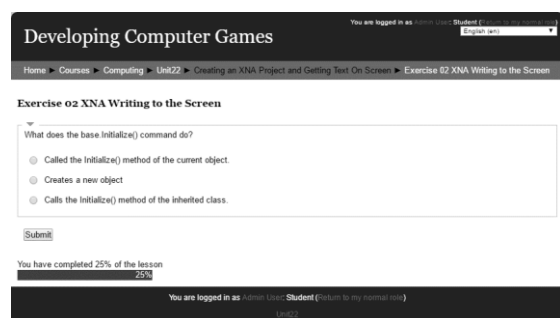 You are logged in as Admin User: Student (Return to my normal role)
English (en)
Developing Computer Games
Home ► Courses ► Computing ► Unit22 ► Creating an XNA Project and Getting Text On Screen ► Exercise 02 XNA Writing to the Screen
Exercise 02 XNA Writing to the Screen
What does the base.Initialize() command do?
Called the Initialize() method of the current object.
Creates a new object
Calls the Initialize() method of the inherited class.
Submit
You have completed 25% of the lesson
25%
You are logged in as Admin User: Student (Return to my normal role)
Unit22